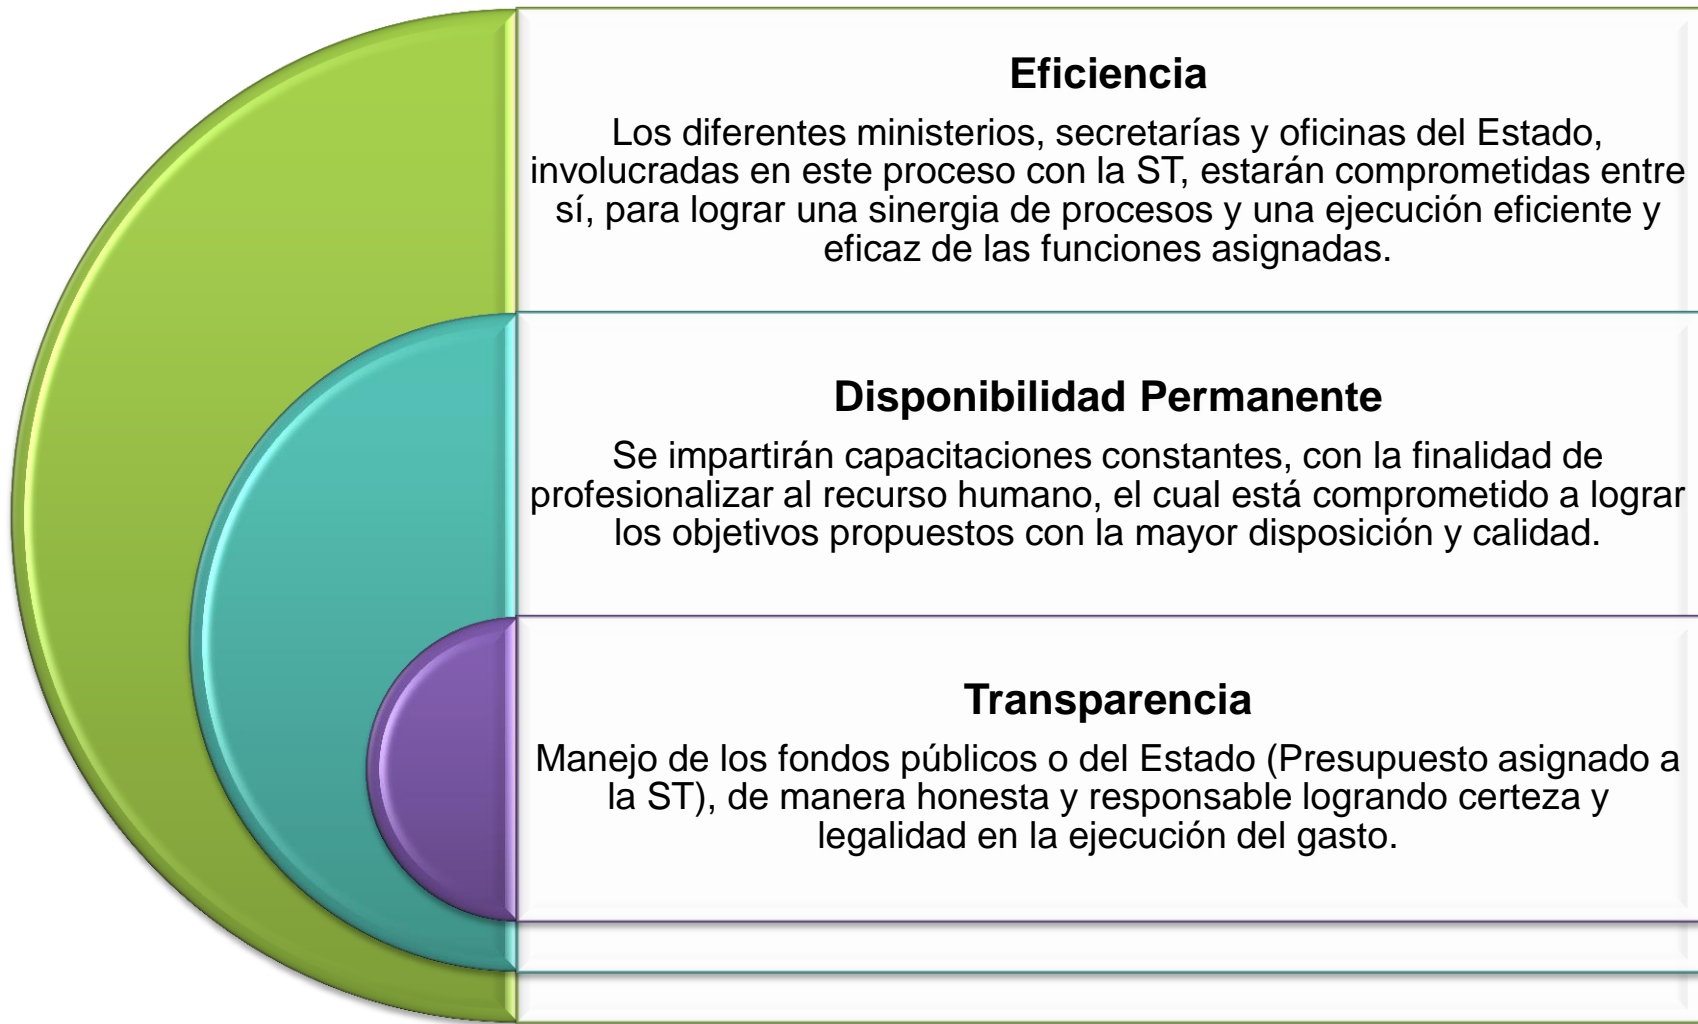 Eficiencia
Los diferentes ministerios, secretarías y oficinas del Estado,
involucradas en este proceso con la ST, estarán comprometidas entre
sí, para lograr una sinergia de procesos y una ejecución eficiente y
eficaz de las funciones asignadas.
Disponibilidad Permanente
Se impartirán capacitaciones constantes, con la finalidad de
profesionalizar al recurso humano, el cual está comprometido a lograr
los objetivos propuestos con la mayor disposición y calidad.
Transparencia
Manejo de los fondos públicos o del Estado (Presupuesto asignado a
la ST), de manera honesta y responsable logrando certeza y
legalidad en la ejecución del gasto.